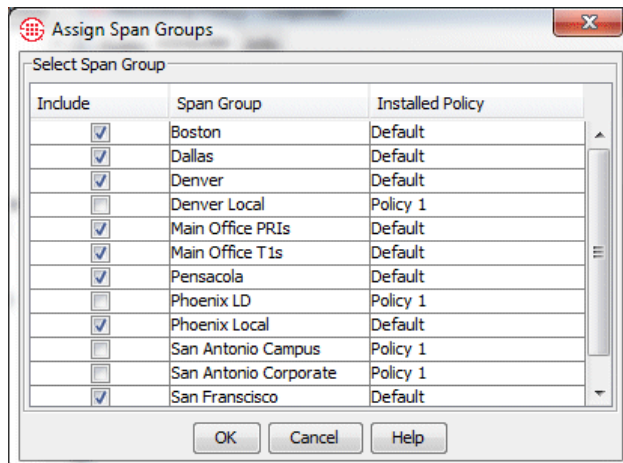 Assign Span Groups
Select Span Group
Include Span Group Installed Policy
Boston Default
Dallas Default
Denver Default
Denver Local Policy 1
Main Office PRIs Default
Main Office T1s Default
Pensacola Default
Phoenix LD Policy 1
Phoenix Local Default
San Antonio Campus Policy 1
San Antonio Corporate Policy 1
San Franscisco Default
OK Cancel Help